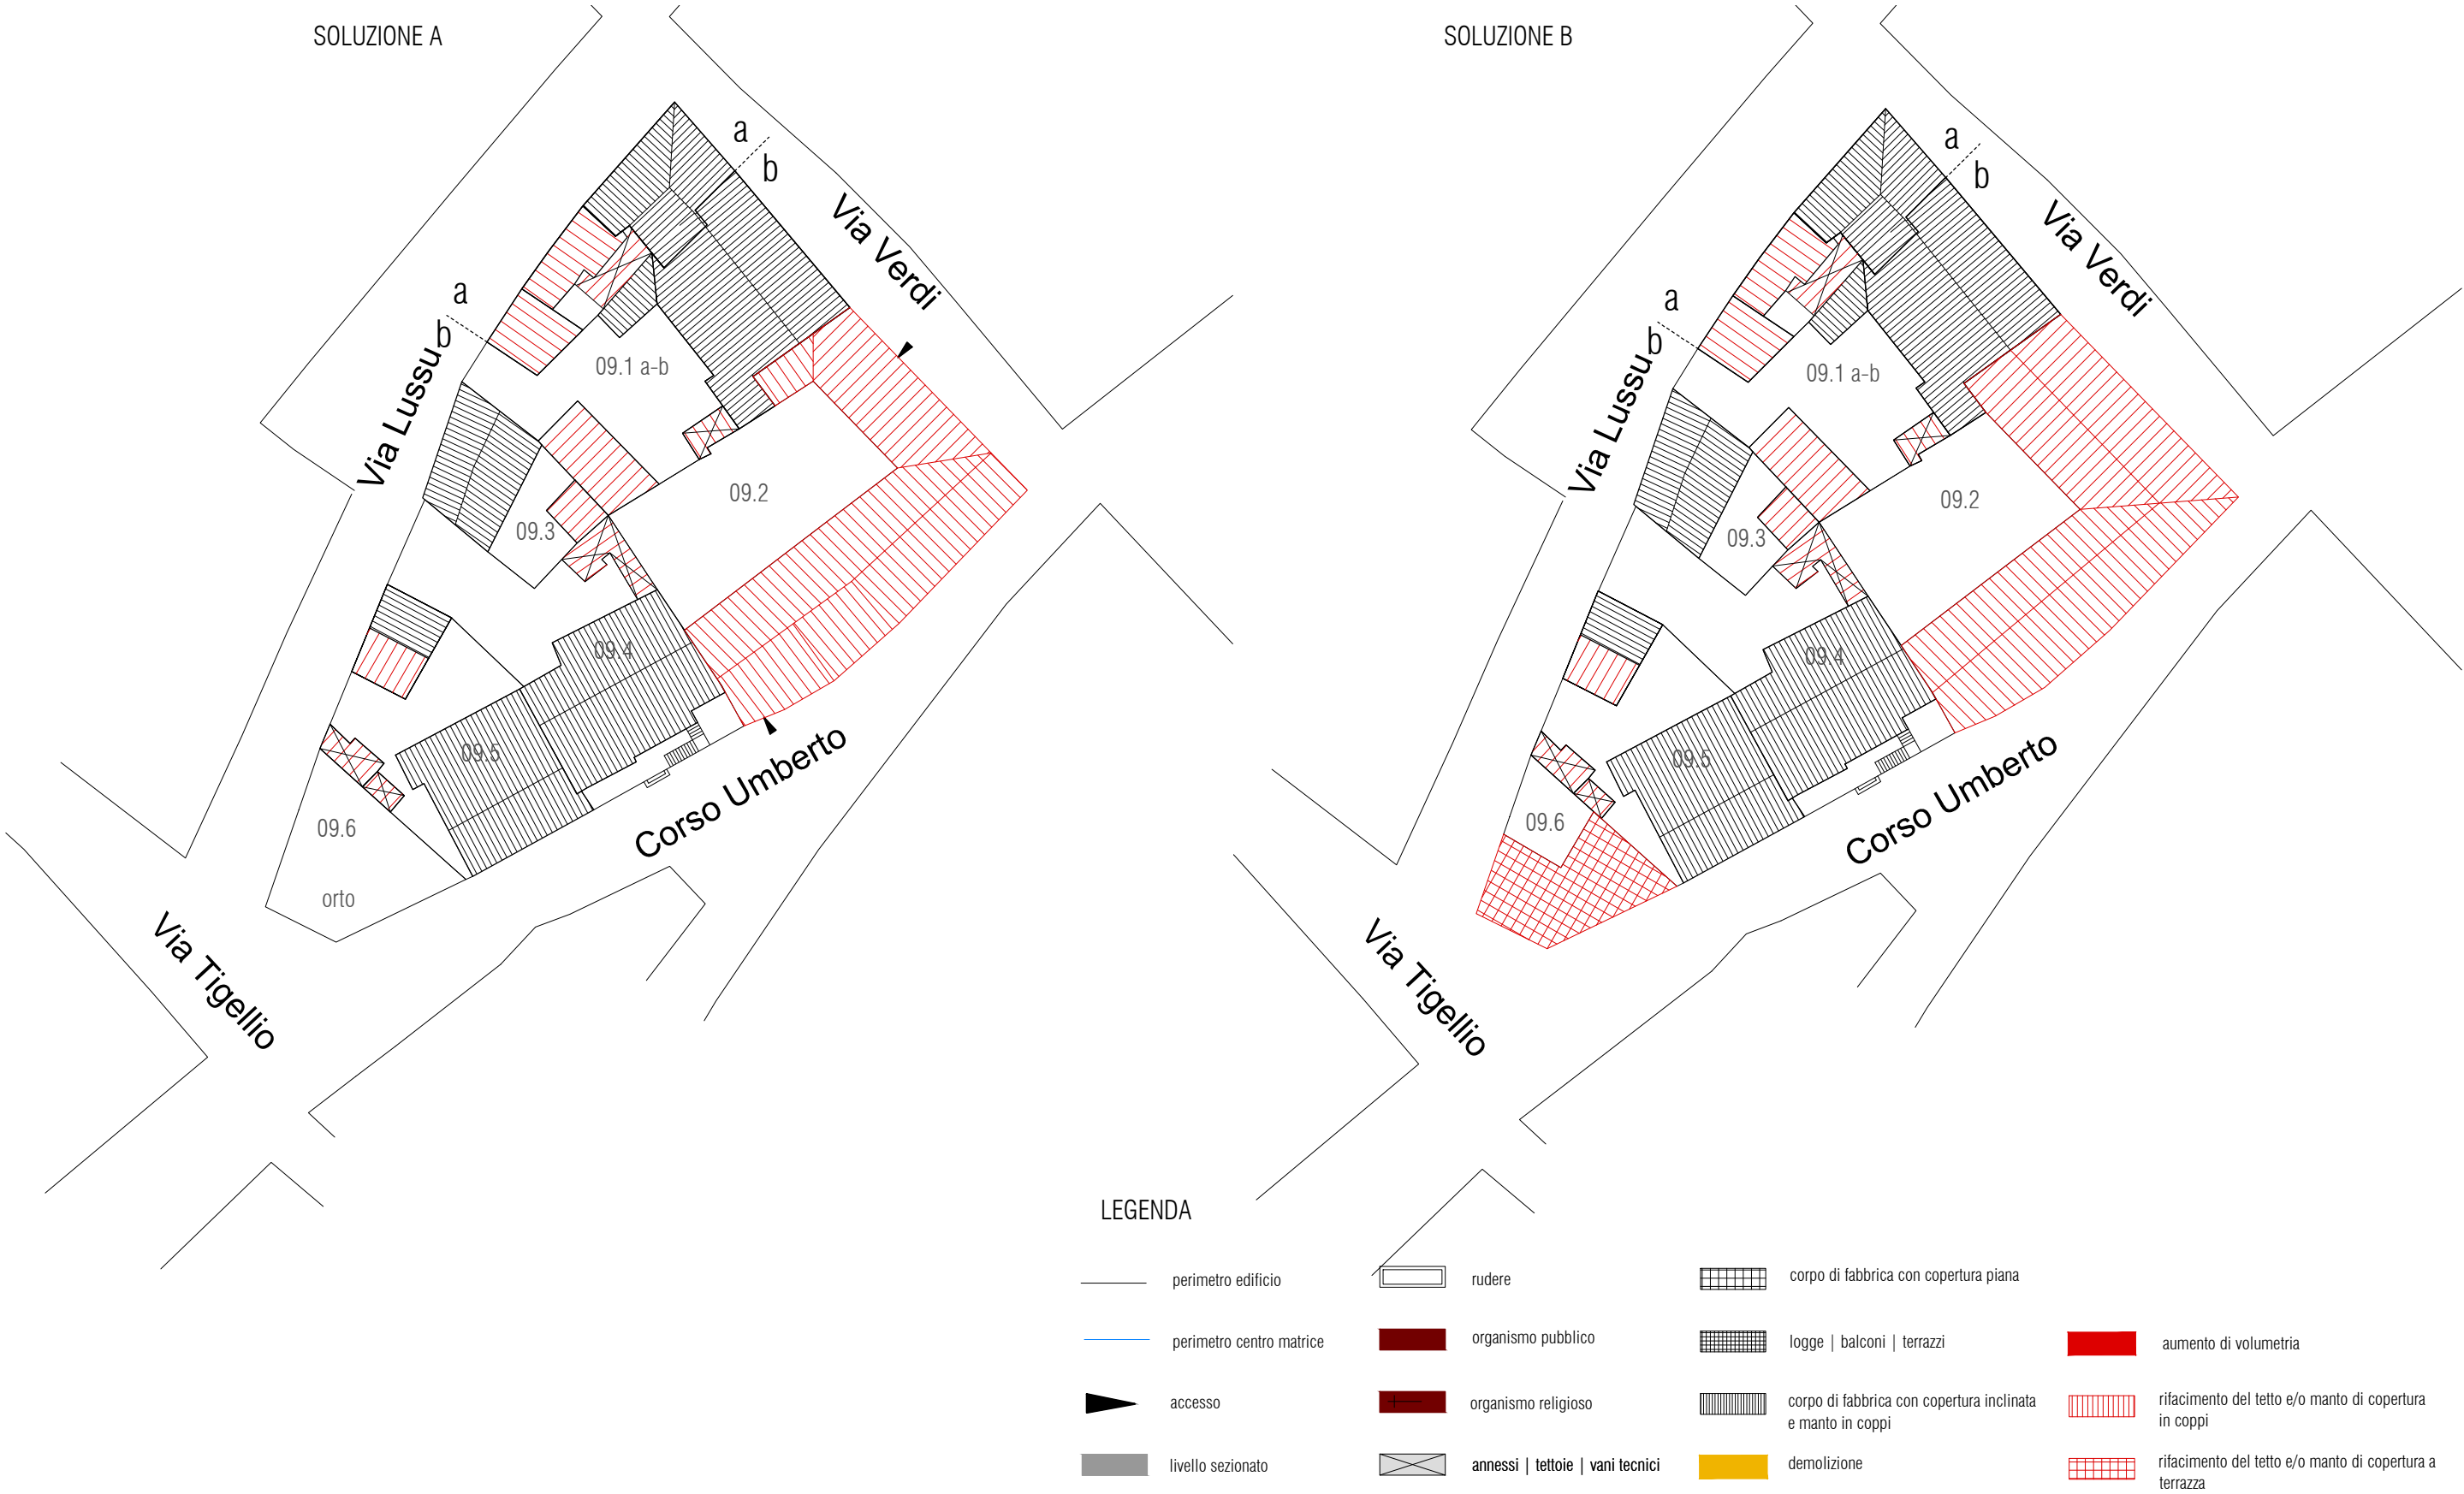 SOLUZIONE A
a
b
Via Verdi
a
b
Via Lussu
09.1 a-b
09.2
09.3
09.4
09.5
09.6
orto
Corso Umberto
Via Tigellio
SOLUZIONE B
a
b
Via Verdi
a
b
Via Lussu
09.1 a-b
09.2
09.3
09.4
09.5
09.6
Corso Umberto
Via Tigellio
LEGENDA
perimetro edificio
perimetro centro matrice
accesso
livello sezionato
rudere
organismo pubblico
organismo religioso
annessi | tettoie | vani tecnici
corpo di fabbrica con copertura piana
logge | balconi | terrazzi
corpo di fabbrica con copertura inclinata
e manto in coppi
demolizione
aumento di volumetria
rifacimento del tetto e/o manto di copertura
in coppi
rifacimento del tetto e/o manto di copertura a
terrazza